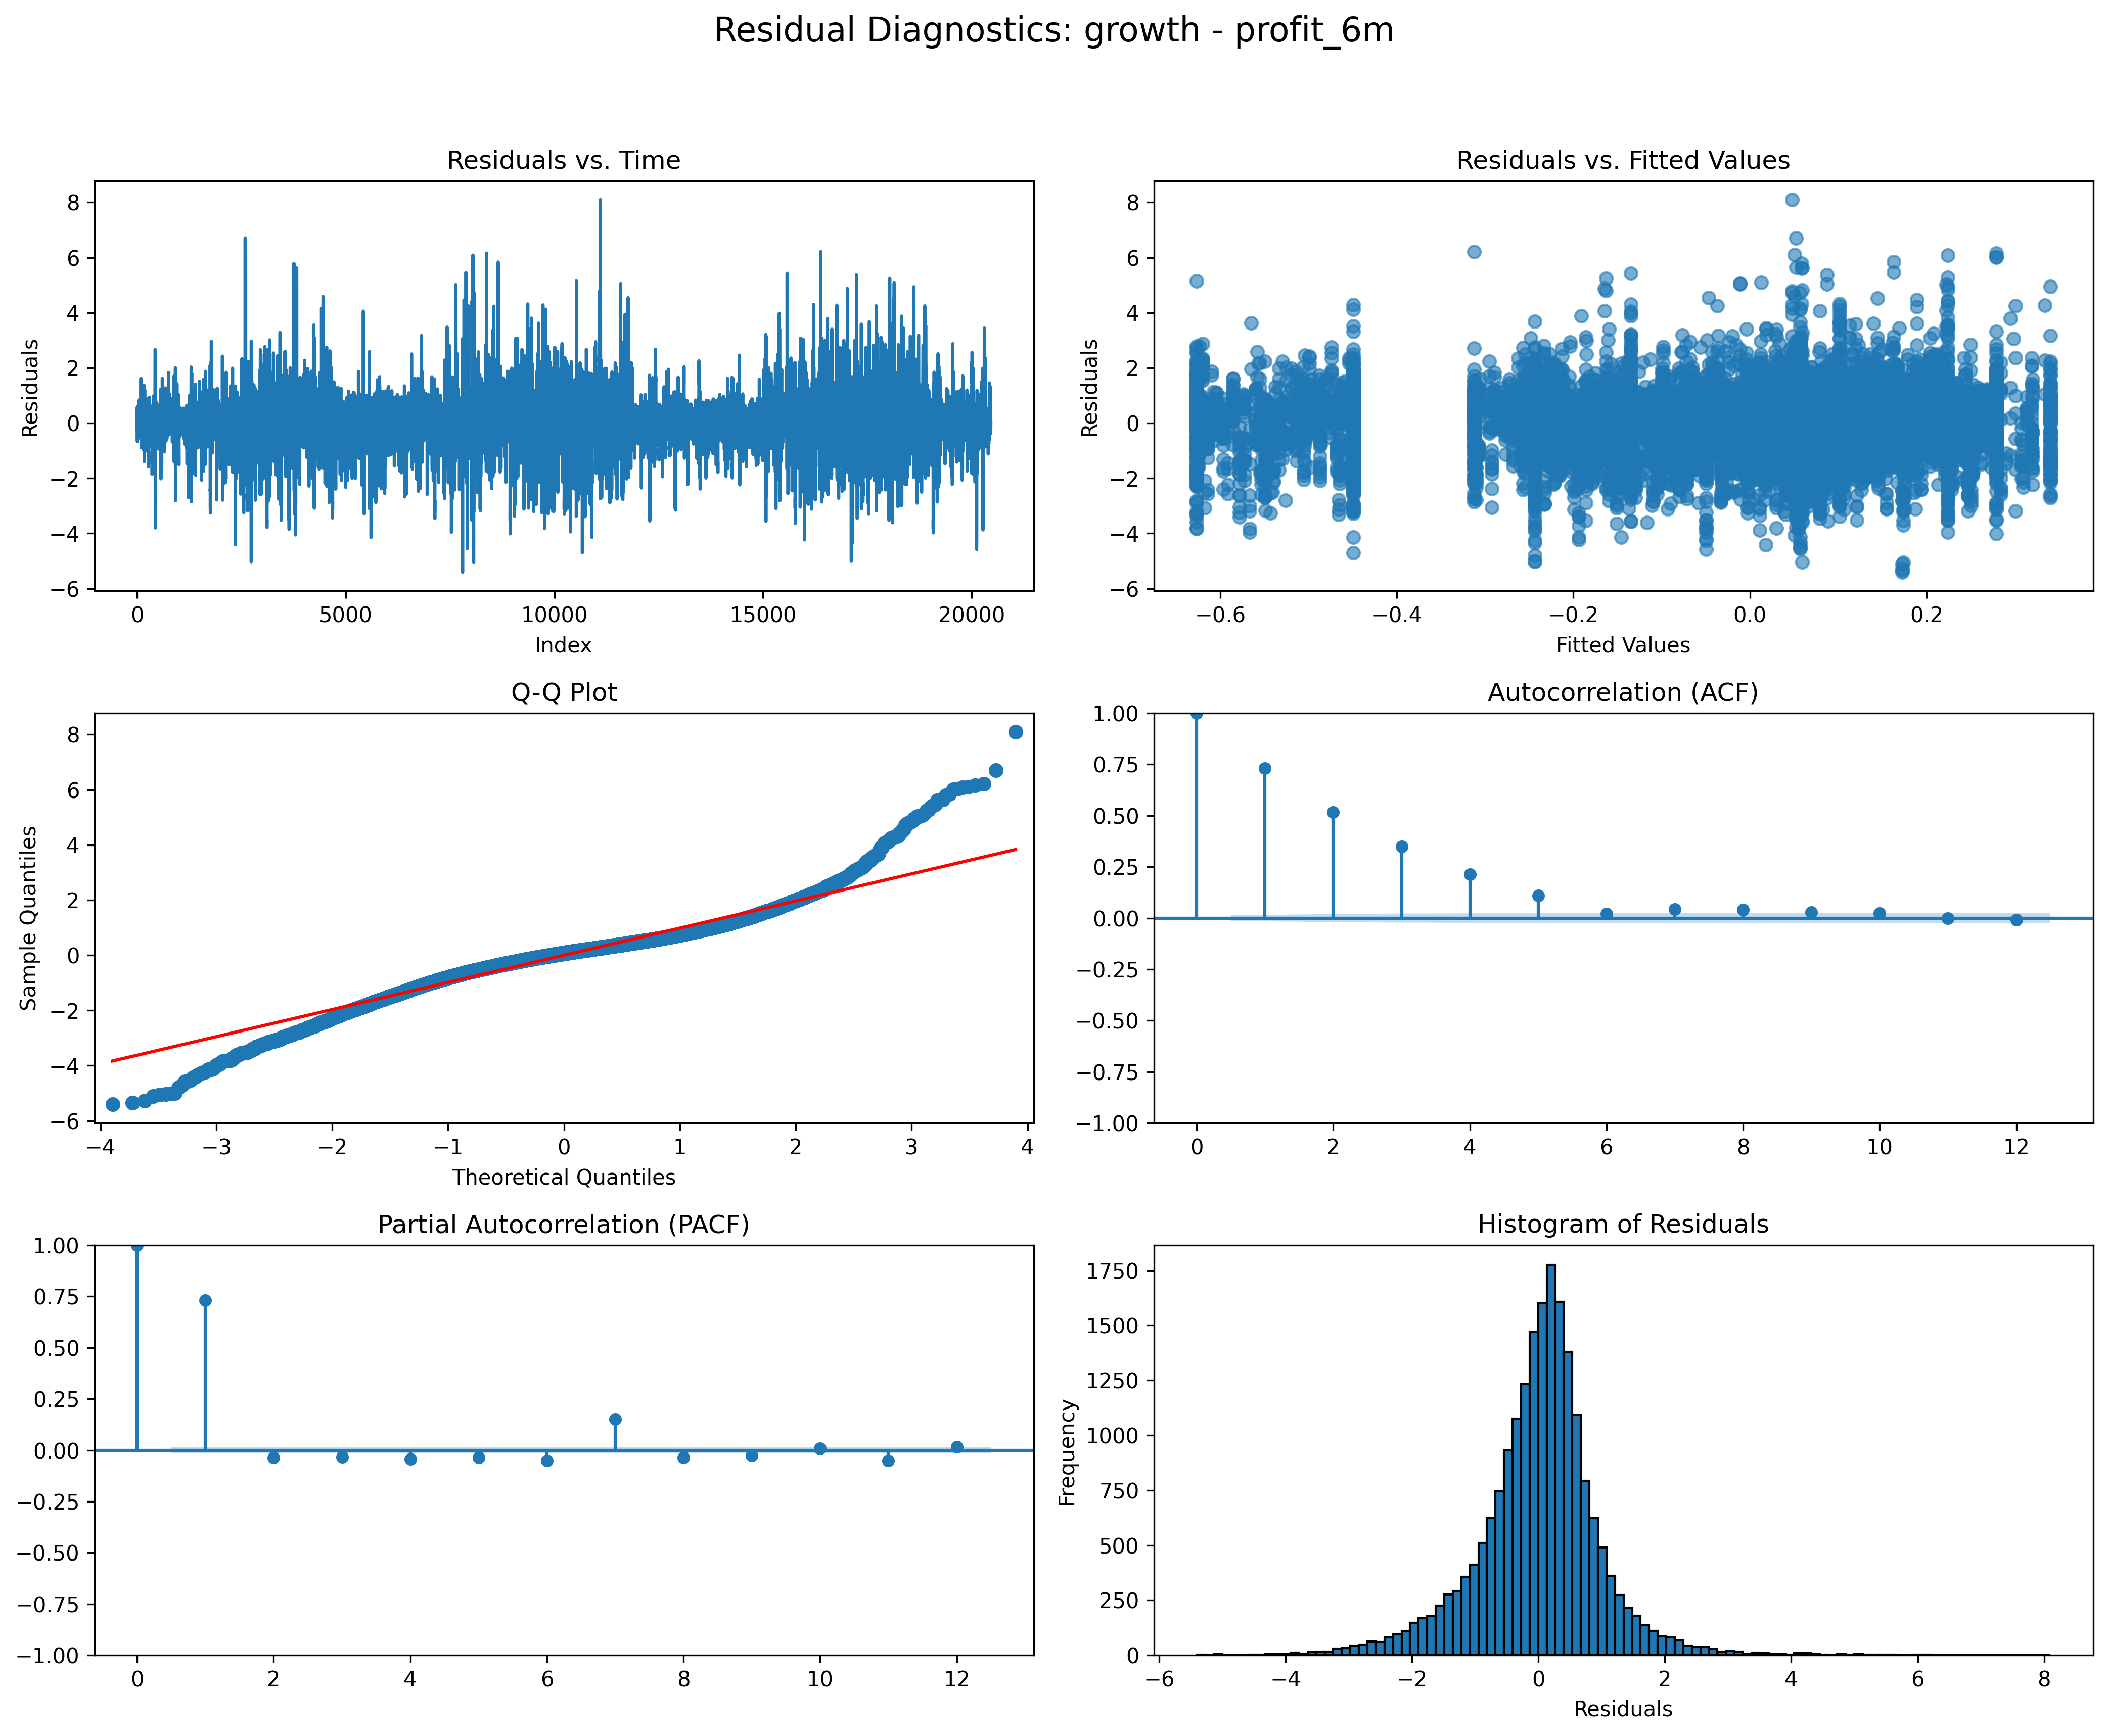 Residual Diagnostics: growth - profit_6m
Residuals vs. Time
8
6
4
2
0
−2
−4
−6
Residuals
0 5000 10000 15000 20000
Index
Residuals vs. Fitted Values
8
6
4
2
0
−2
−4
−6
Residuals
−0.6 −0.4 −0.2 0.0 0.2
Fitted Values
Q-Q Plot
8
6
4
2
0
−2
−4
−6
Sample Quantiles
−4 −3 −2 −1 0 1 2 3 4
Theoretical Quantiles
Autocorrelation (ACF)
1.00
0.75
0.50
0.25
0.00
−0.25
−0.50
−0.75
−1.00
0 2 4 6 8 10 12
Partial Autocorrelation (PACF)
1.00
0.75
0.50
0.25
0.00
−0.25
−0.50
−0.75
−1.00
0 2 4 6 8 10 12
Histogram of Residuals
1750
1500
1250
1000
750
500
250
0
Frequency
−6 −4 −2 0 2 4 6 8
Residuals